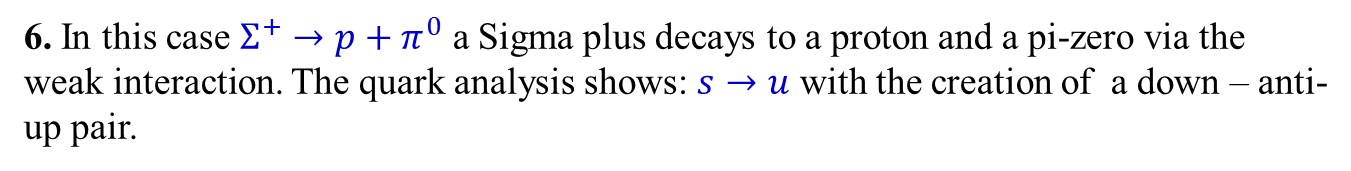 6. In this case Σ⁺ → p + π⁰ a Sigma plus decays to a proton and a pi-zero via the
weak interaction. The quark analysis shows: s → u with the creation of  a down – anti-
up pair.